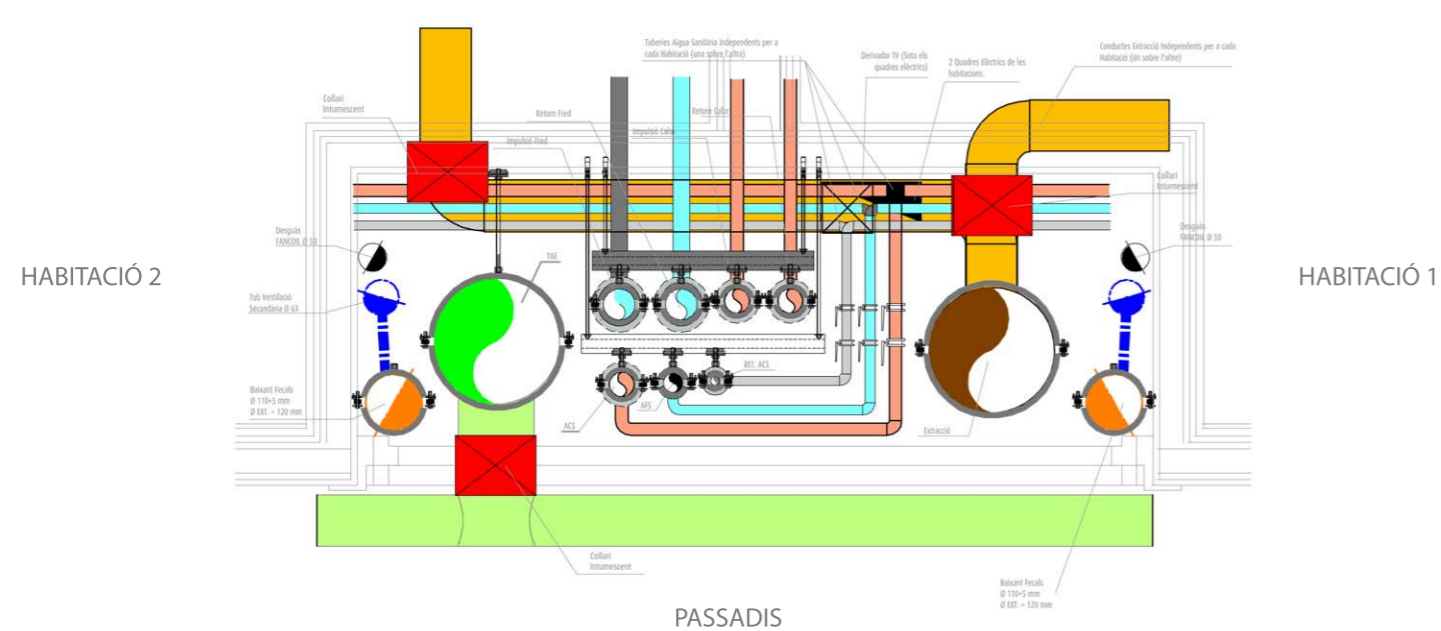 Tuberies Aigua Sanitària Independents per a
cada Habitació (una sobre l'altre)
Derivador TV (Sota els
quadres elèctrics)
2 Quadres Elèctrics de les
habitacions.
Conductes Extracció Independents per a cada
Habitació (Un sobre l'altre)
Collarí
Intumescent
Retorn Fred
Impulsió Fred
Retorn Calor
Impulsió Calor
Collarí
Intumescent
Desguàs
FANCOIL Ø 50
TAE
Desguàs
FANCOIL Ø 50
HABITACIÓ 2
HABITACIÓ 1
Tub Ventilació
Secundària Ø 63
RET. ACS
Baixant Fecals
Ø 110+5 mm
Ø EXT. = 120 mm
ACS
AFS
Extracció
Collarí
Intumescent
Baixant Fecals
Ø 110+5 mm
Ø EXT. = 120 mm
PASSADIS